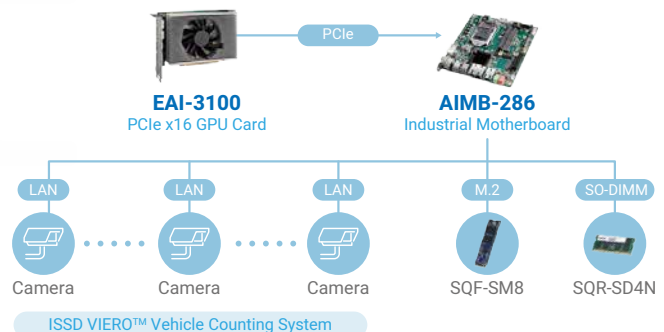 PCIe
EAI-3100
PCIe x16 GPU Card
AIMB-286
Industrial Motherboard
LAN
LAN
LAN
M.2
SO-DIMM
Camera
Camera
Camera
SQF-SM8
SQR-SD4N
ISSD VIERO™ Vehicle Counting System